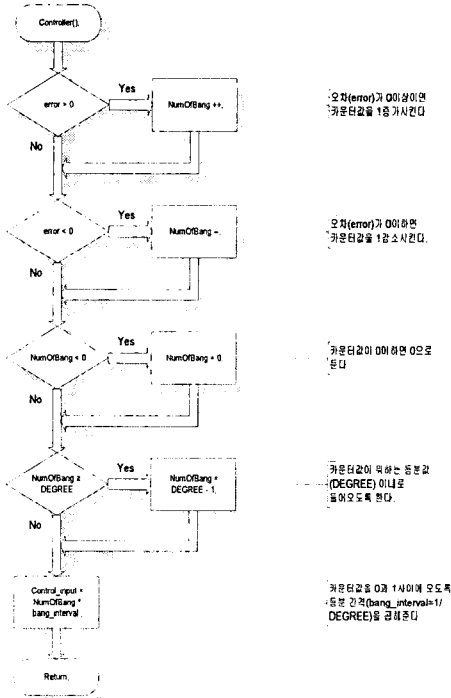 Controller();
error > 0
Yes
NumOfBang ++;
오차(error)가 0이상이면
카운터값을 1증가시킨다
No
error < 0
Yes
NumOfBang --;
오차(error)가 0이하면
카운터값을 1감소시킨다.
No
NumOfBang < 0
Yes
NumOfBang = 0
카운터값이 0이하면 0으로
둔다
No
NumOfBang ≥
DEGREE
Yes
NumOfBang =
DEGREE - 1;
카운터값이 원하는 등분값
(DEGREE) 이내로
들어오도록 한다.
No
Control_input =
NumOfBang *
bang_interval;
카운터값을 0과 1사이에 오도록
등분 간격(bang_interval=1/
DEGREE)을 곱해준다
Return;